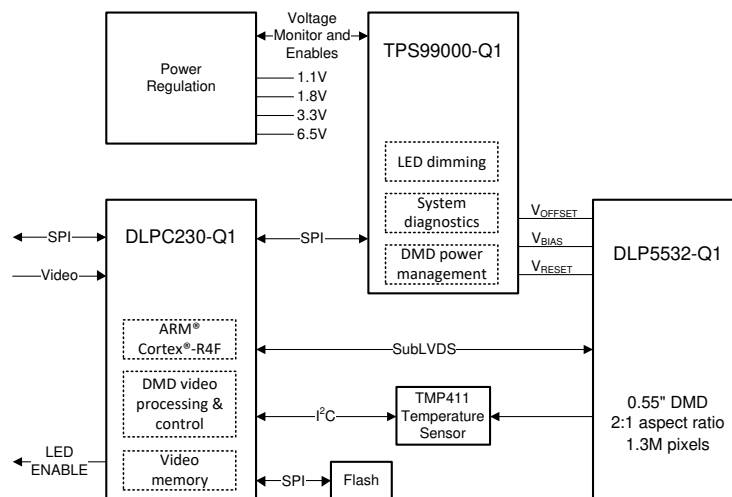 Voltage
Monitor and
Enables
TPS99000-Q1
Power
Regulation
1.1V
1.8V
3.3V
6.5V
LED dimming
System
diagnostics
DMD power
management
VOFFSET
VBIAS
VRESET
SPI
DLPC230-Q1
SPI
DLP5532-Q1
Video
ARM®
Cortex®-R4F
SubLVDS
DMD video
processing &
control
I²C
TMP411
Temperature
Sensor
0.55" DMD
2:1 aspect ratio
1.3M pixels
LED
ENABLE
Video
memory
SPI
Flash